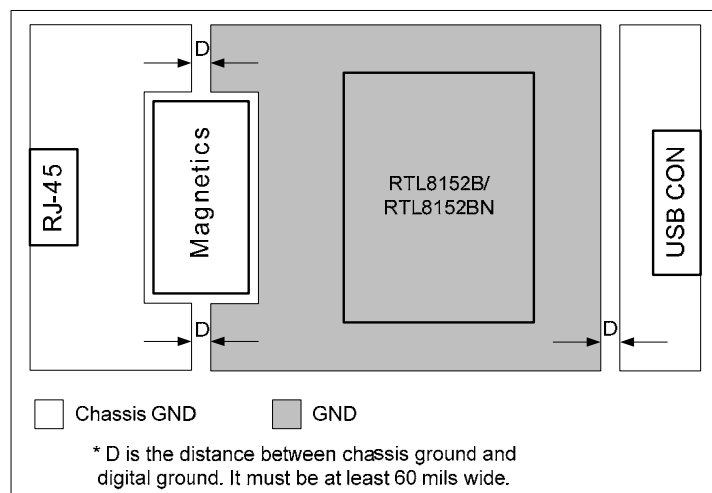 D
RJ-45
Magnetics
RTL8152B/
RTL8152BN
USB CON
D
D
Chassis GND
GND
* D is the distance between chassis ground and
digital ground. It must be at least 60 mils wide.